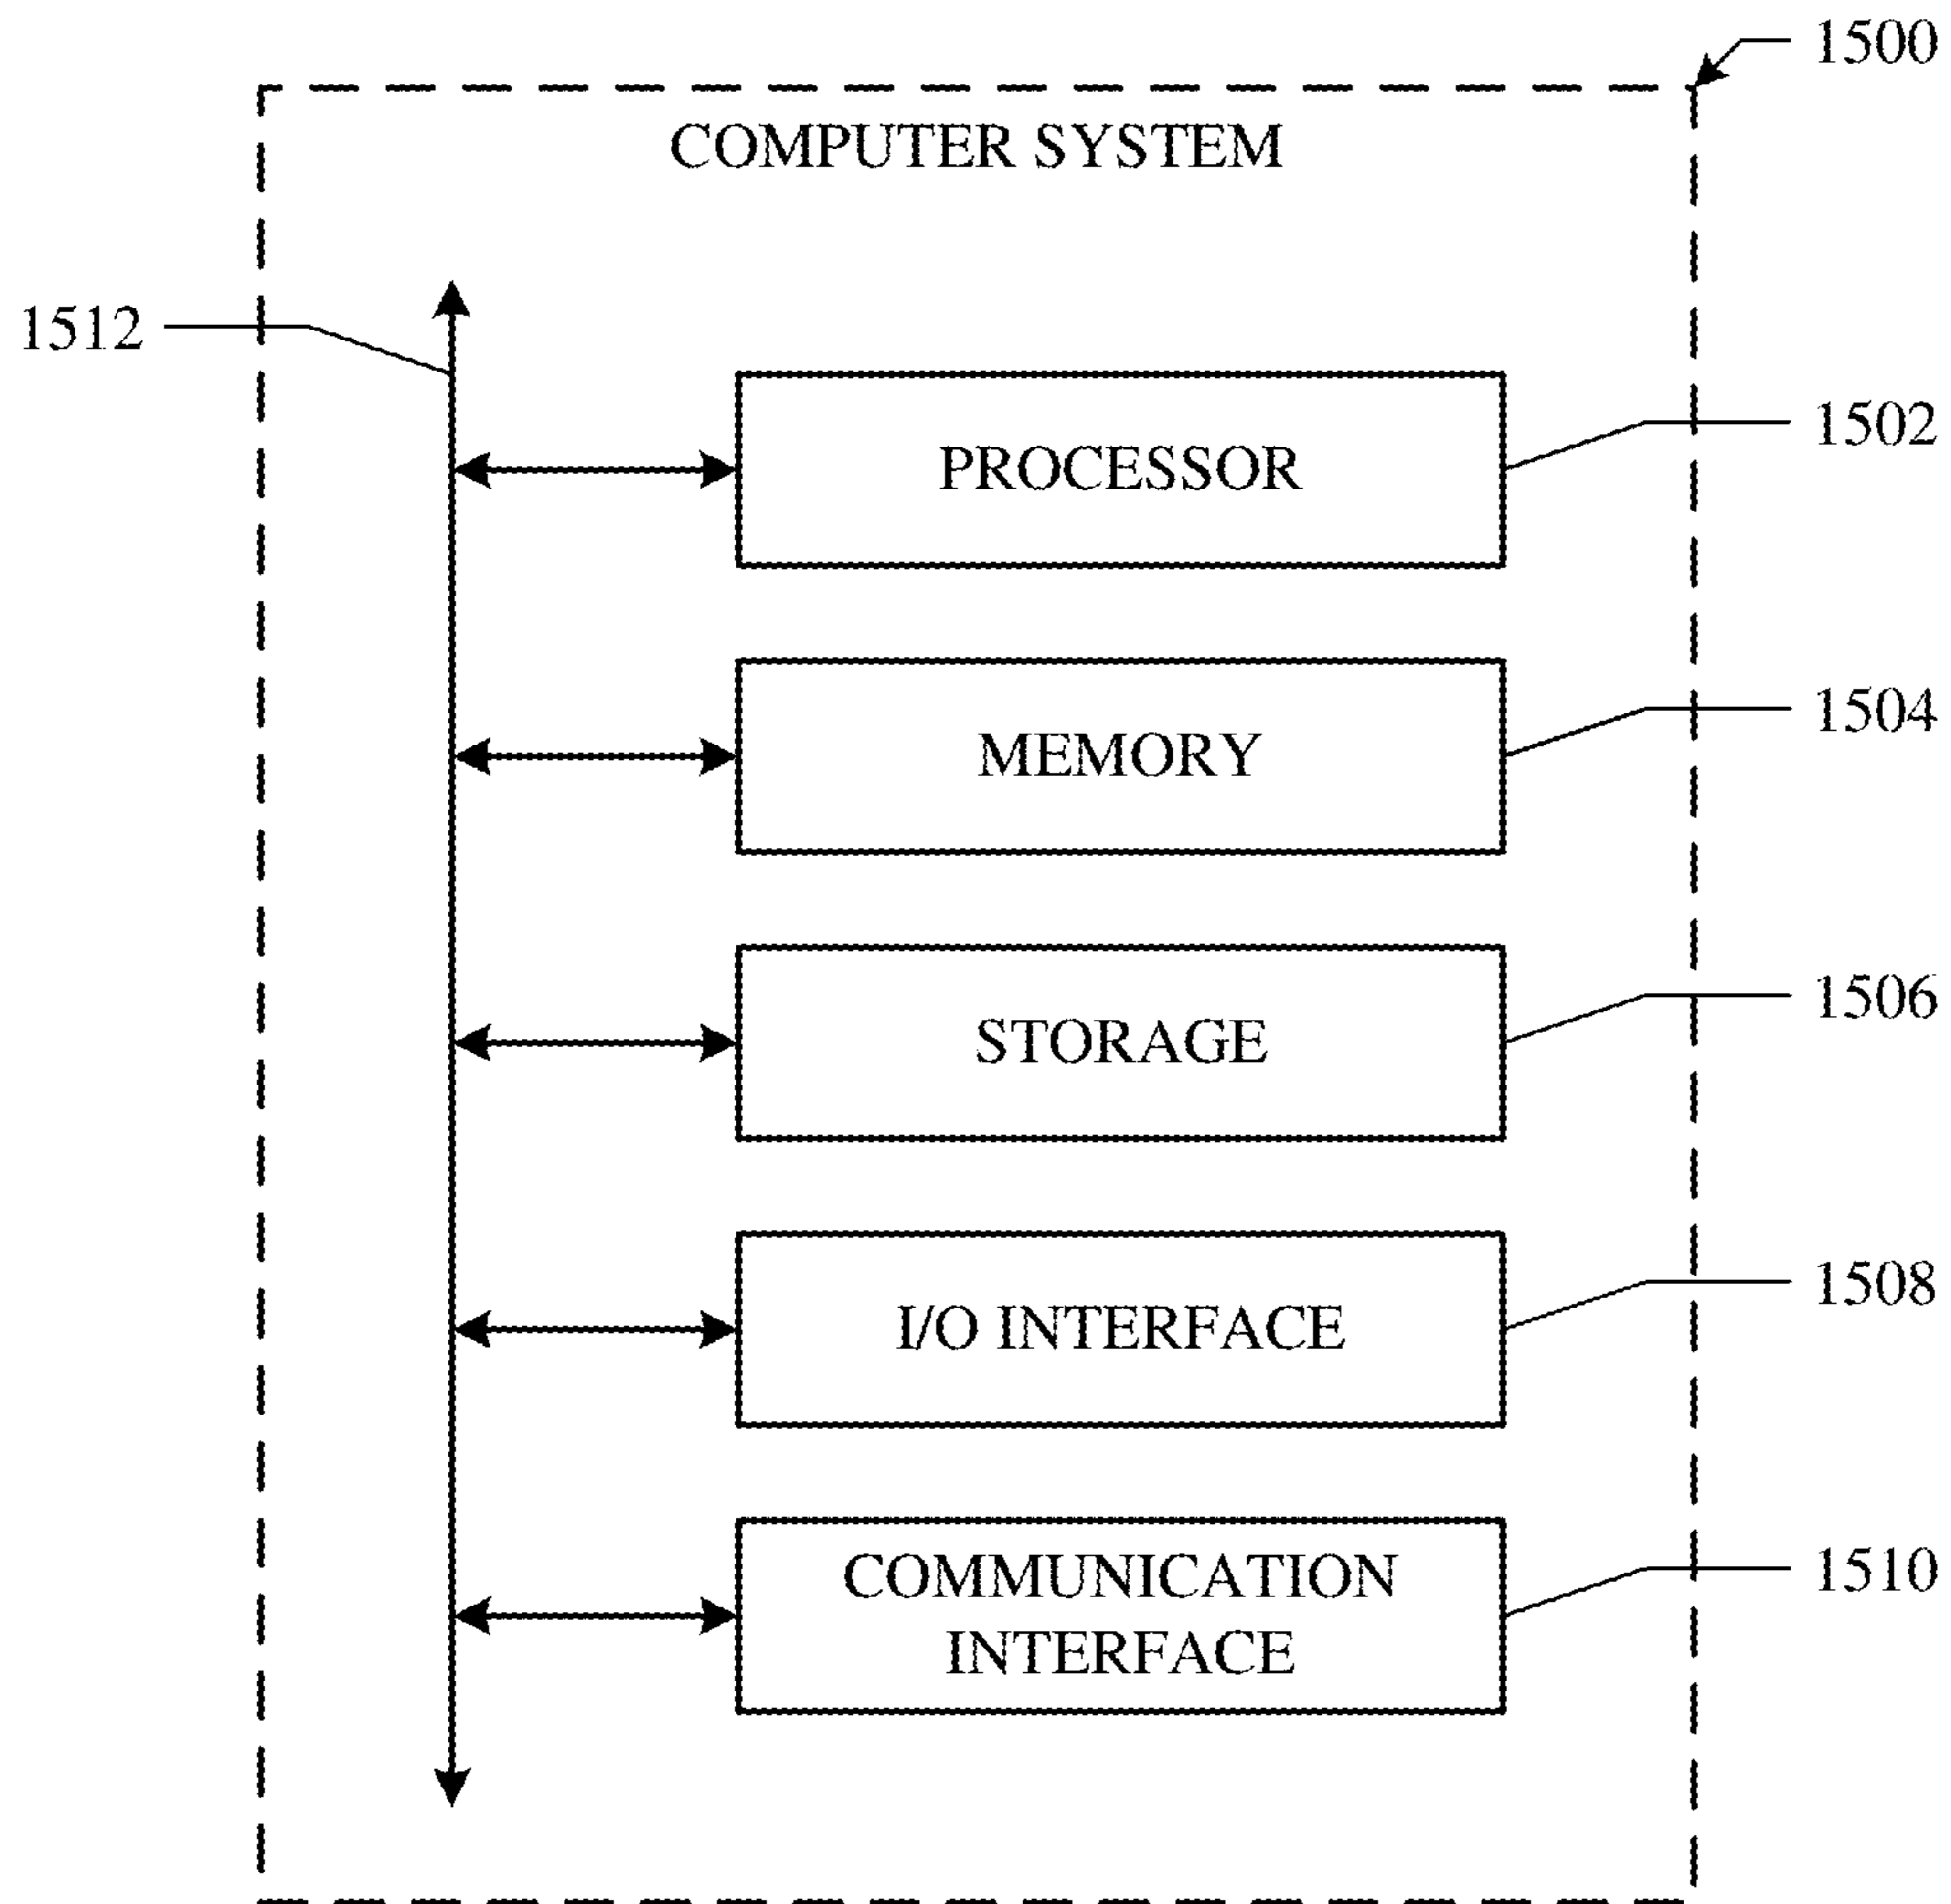 1500
COMPUTER SYSTEM
1512
PROCESSOR
1502
MEMORY
1504
STORAGE
1506
I/O INTERFACE
1508
COMMUNICATION
INTERFACE
1510